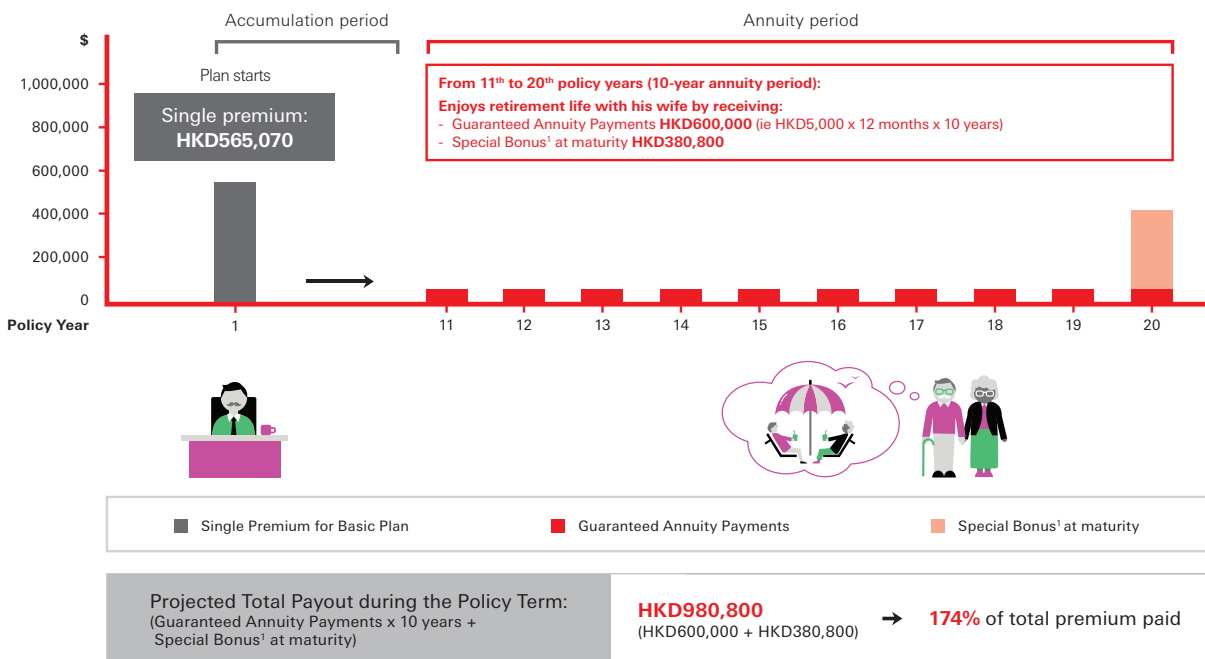 Accumulation period
Annuity period
$
1,000,000
800,000
600,000
400,000
200,000
0
Plan starts
Single premium:
HKD565,070
From 11th to 20th policy years (10-year annuity period):
Enjoys retirement life with his wife by receiving:
- Guaranteed Annuity Payments HKD600,000 (ie HKD5,000 x 12 months x 10 years)
- Special Bonus1 at maturity HKD380,800
Policy Year
1
11
12
13
14
15
16
17
18
19
20
Single Premium for Basic Plan
Guaranteed Annuity Payments
Special Bonus1 at maturity
Projected Total Payout during the Policy Term:
(Guaranteed Annuity Payments x 10 years +
Special Bonus1 at maturity)
HKD980,800
(HKD600,000 + HKD380,800)
174% of total premium paid